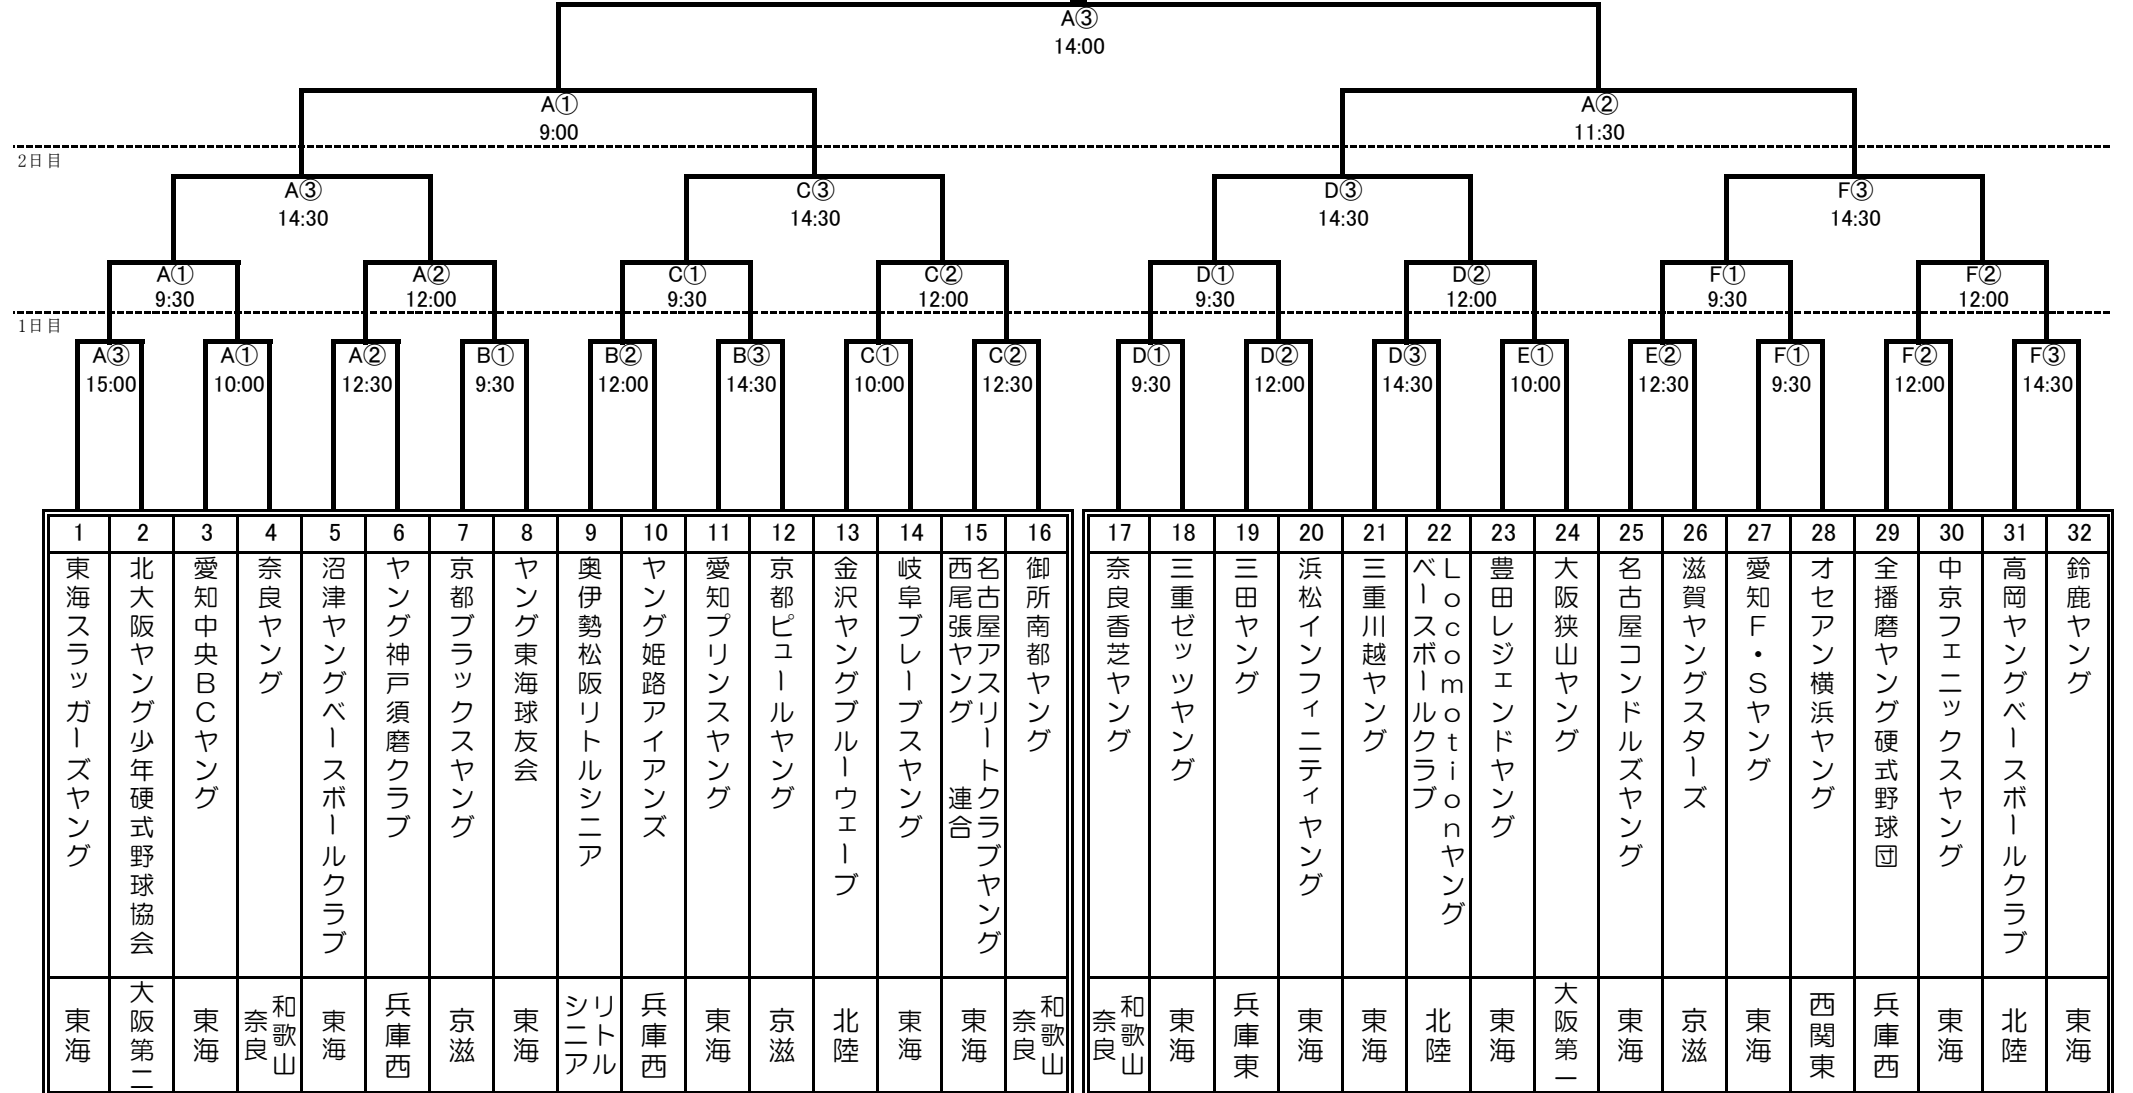 A③
14:00
A①
9:00
A②
11:30
2日目
A③
14:30
C③
14:30
D③
14:30
F③
14:30
A①
9:30
A②
12:00
C①
9:30
C②
12:00
D①
9:30
D②
12:00
F①
9:30
F②
12:00
1日目
A③
15:00
A①
10:00
A②
12:30
B①
9:30
B②
12:00
B③
14:30
C①
10:00
C②
12:30
D①
9:30
D②
12:00
D③
14:30
E①
10:00
E②
12:30
F①
9:30
F②
12:00
F③
14:30
1
東海スラッガーズヤング
東海
2
北大阪ヤング少年硬式野球協会
大阪第二
3
愛知中央BCヤング
東海
4
奈良ヤング
和歌山
奈良
5
沼津ヤングベースボールクラブ
東海
6
ヤング神戸須磨クラブ
兵庫西
7
京都ブラックスヤング
京滋
8
ヤング東海球友会
東海
9
奥伊勢松阪リトルシニア
リトル
シニア
10
ヤング姫路アイアンズ
兵庫西
11
愛知プリンスヤング
東海
12
京都ピュールヤング
京滋
13
金沢ヤングブルーウェーブ
北陸
14
岐阜ブレーブスヤング
東海
15
名古屋アスリートクラブヤング
西尾張ヤング 連合
東海
16
御所南都ヤング
和歌山
奈良
17
奈良香芝ヤング
和歌山
奈良
18
三重ゼッツヤング
東海
19
三田ヤング
兵庫東
20
浜松インフィニティヤング
東海
21
三重川越ヤング
東海
22
Locomotionヤング
ベースボールクラブ
北陸
23
豊田レジェンドヤング
東海
24
大阪狭山ヤング
大阪第一
25
名古屋コンドルズヤング
東海
26
滋賀ヤングスターズ
京滋
27
愛知F・Sヤング
東海
28
オセアン横浜ヤング
西関東
29
全播磨ヤング硬式野球団
兵庫西
30
中京フェニックスヤング
東海
31
高岡ヤングベースボールクラブ
北陸
32
鈴鹿ヤング
東海